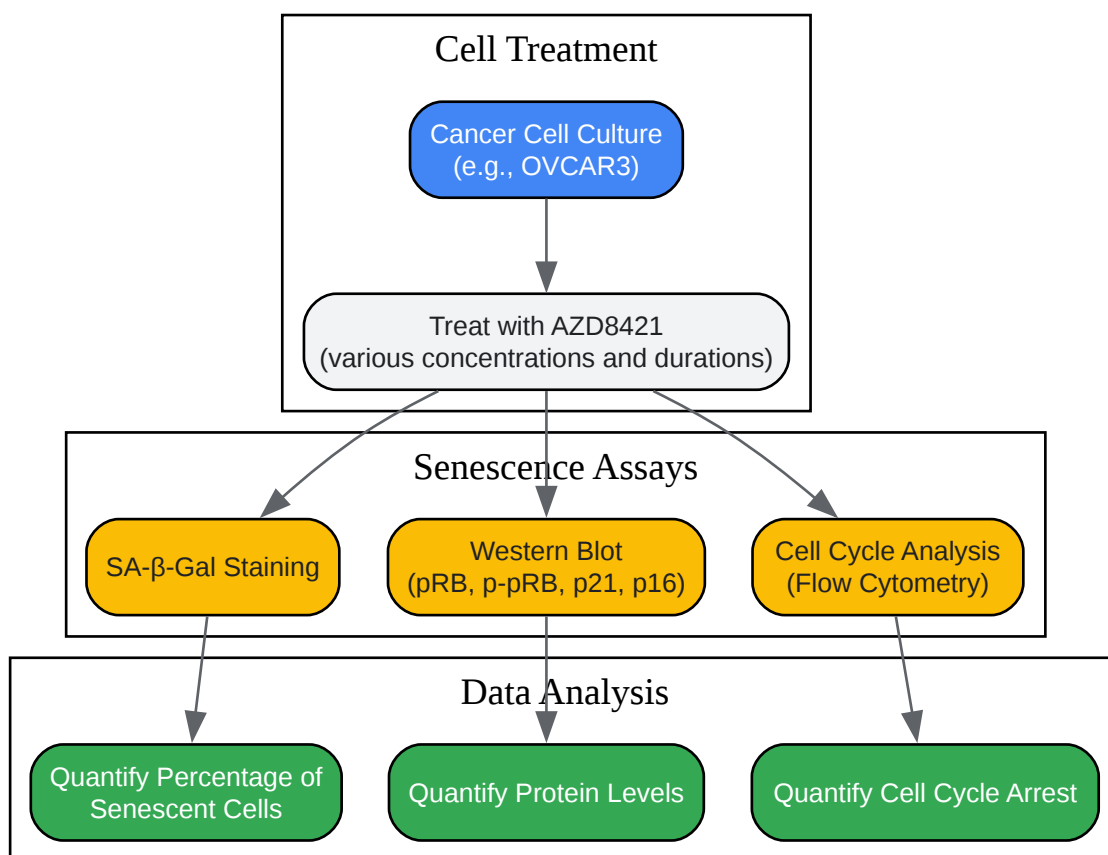 Cell Treatment
Cancer Cell Culture
(e.g., OVCAR3)
Treat with AZD8421
(various concentrations and durations)
Senescence Assays
SA-β-Gal Staining
Western Blot
(pRB, p-pRB, p21, p16)
Cell Cycle Analysis
(Flow Cytometry)
Data Analysis
Quantify Percentage of
Senescent Cells
Quantify Protein Levels
Quantify Cell Cycle Arrest